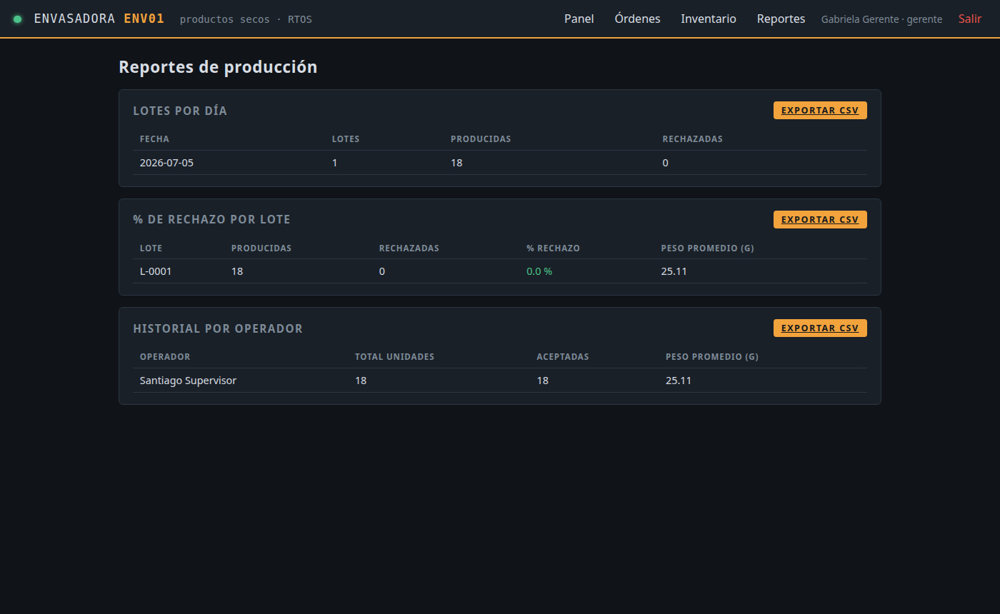 ENVASADORA ENV01 productos secos · RTOS Panel Órdenes Inventario Reportes Gabriela Gerente · gerente Salir
Reportes de producción
LOTES POR DÍA EXPORTAR CSV
FECHA LOTES PRODUCIDAS RECHAZADAS
2026-07-05 1 18 0
% DE RECHAZO POR LOTE EXPORTAR CSV
LOTE PRODUCIDAS RECHAZADAS % RECHAZO PESO PROMEDIO (G)
L-0001 18 0 0.0 % 25.11
HISTORIAL POR OPERADOR EXPORTAR CSV
OPERADOR TOTAL UNIDADES ACEPTADAS PESO PROMEDIO (G)
Santiago Supervisor 18 18 25.11